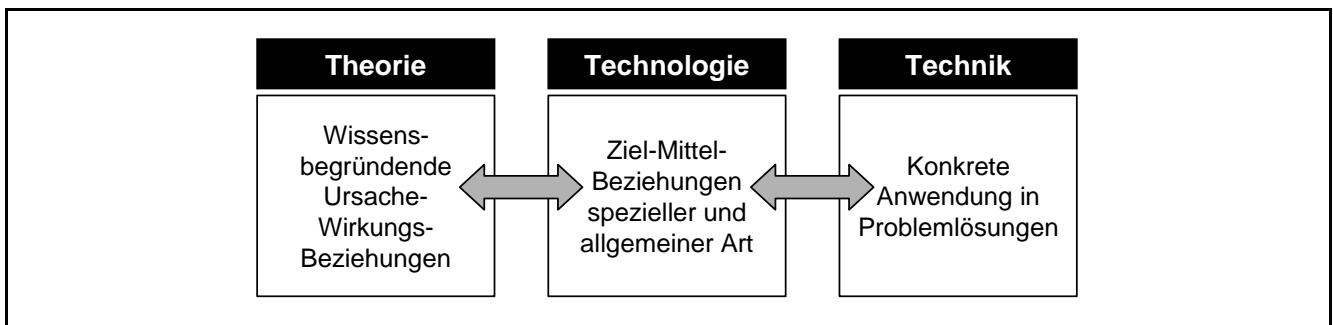 Theorie
Wissens-
begründende
Ursache-
Wirkungs-
Beziehungen
Technologie
Ziel-Mittel-
Beziehungen
spezieller und
allgemeiner Art
Technik
Konkrete
Anwendung in
Problemlösungen